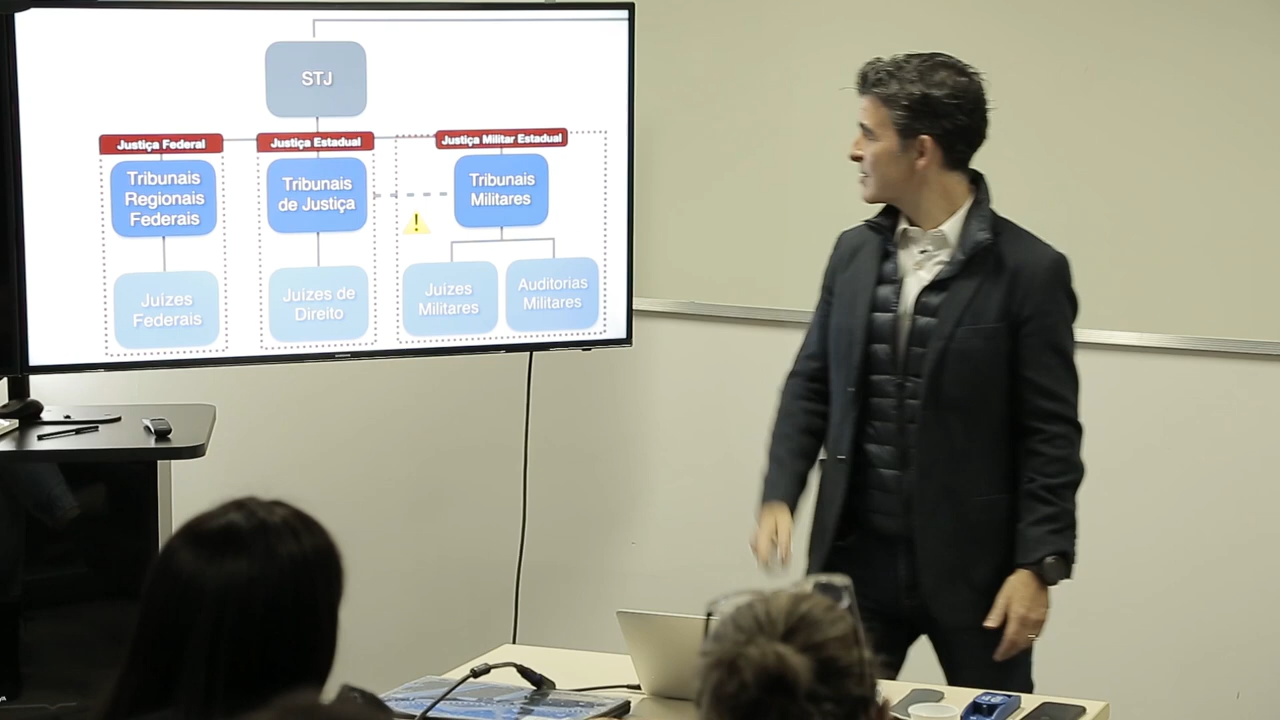 STJ
Justiça Federal
Justiça Estadual
Justiça Militar Estadual
Tribunais
Regionais
Federais
Tribunais
de Justiça
Tribunais
Militares
Juízes
Federais
Juízes de
Direito
Juízes
Militares
Auditorias
Militares
SAMSUNG